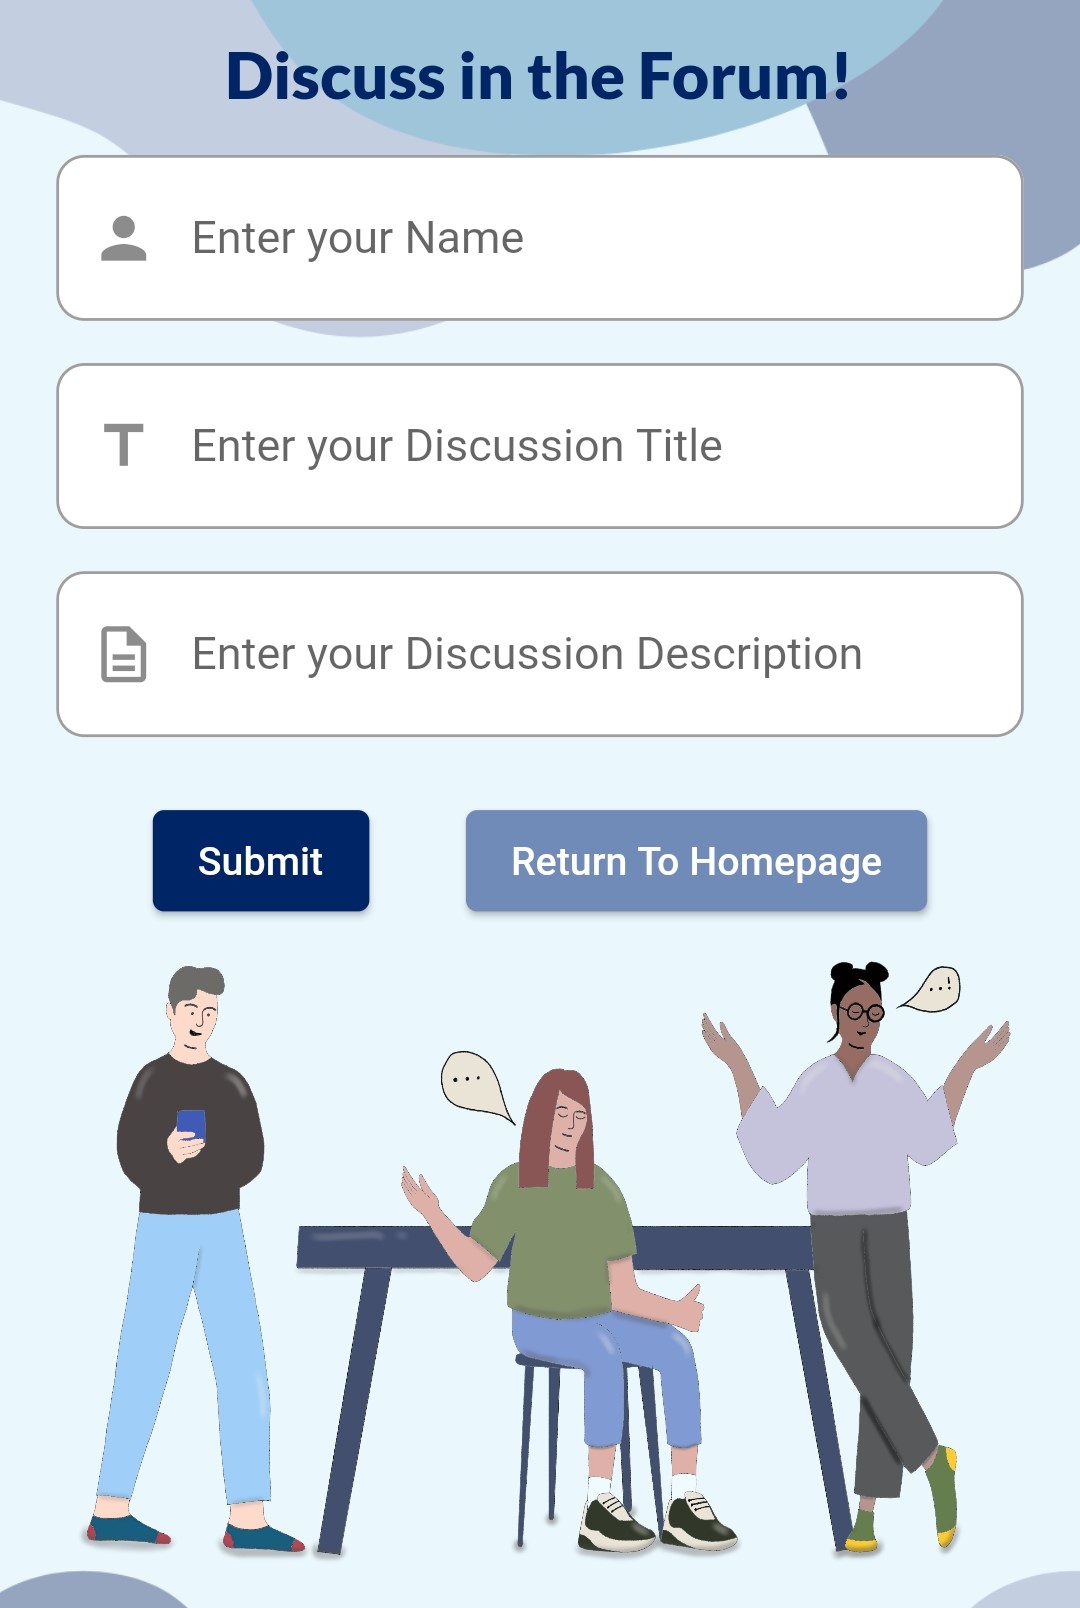 Discuss in the Forum!
Enter your Name
Enter your Discussion Title
Enter your Discussion Description
Submit
Return To Homepage
...
...!